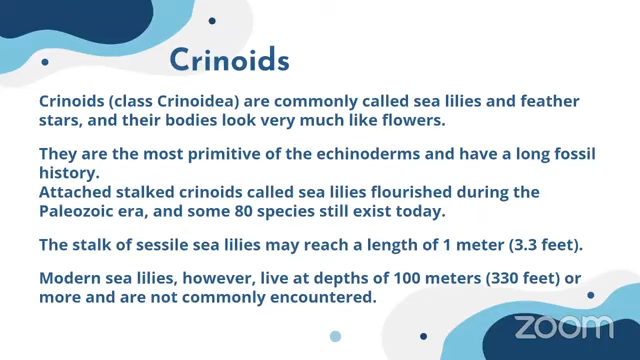 Crinoids
Crinoids (class Crinoidea) are commonly called sea lilies and feather
stars, and their bodies look very much like flowers.
They are the most primitive of the echinoderms and have a long fossil
history.
Attached stalked crinoids called sea lilies flourished during the
Paleozoic era, and some 80 species still exist today.
The stalk of sessile sea lilies may reach a length of 1 meter (3.3 feet).
Modern sea lilies, however, live at depths of 100 meters (330 feet) or
more and are not commonly encountered.
zoom